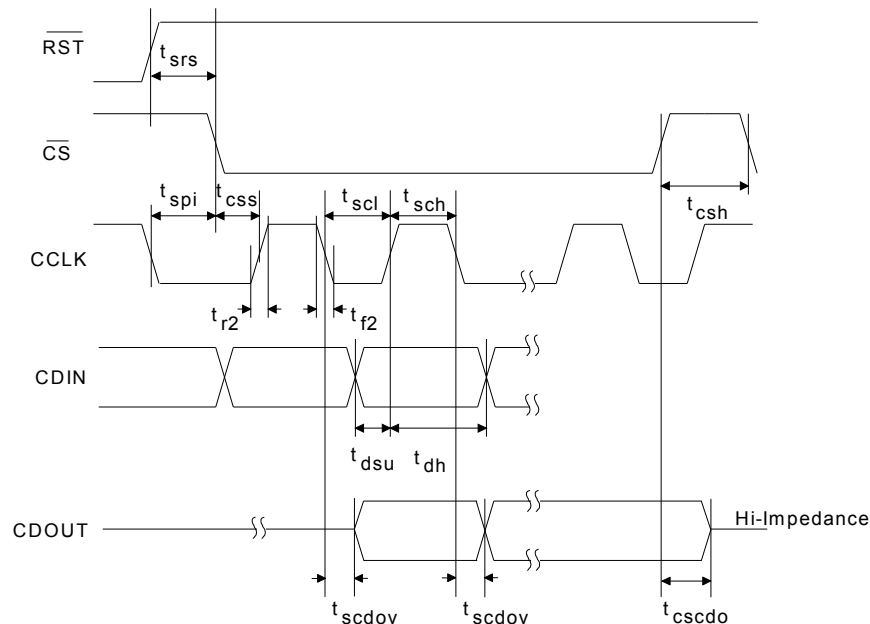 RST
t srs
CS
t spi
t css
t scl
t sch
t csh
CCLK
t r2
t f2
CDIN
t dsu
t dh
CDOUT
Hi-Impedance
t scdov
t scdov
t cscdo